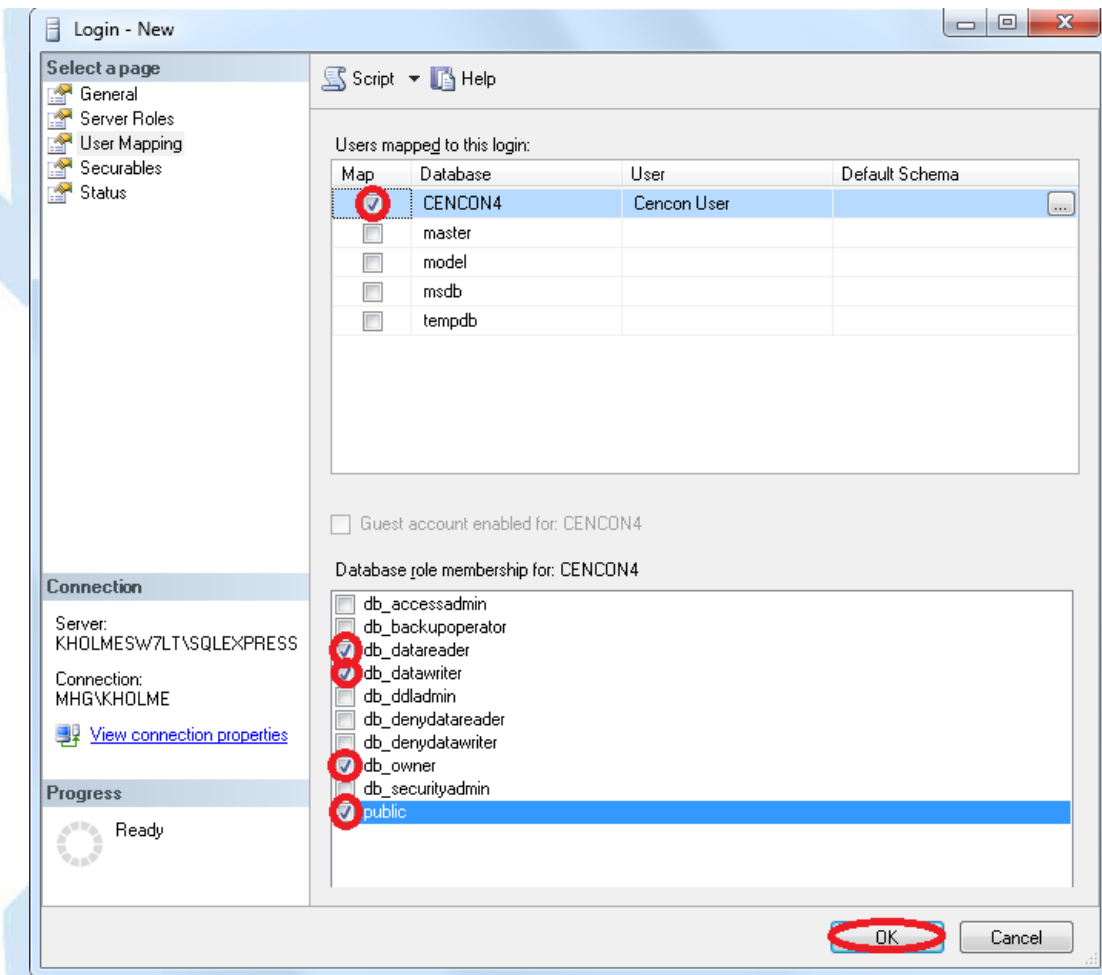 Login - New
Select a page
General
Server Roles
User Mapping
Securables
Status
Script Help
Users mapped to this login:
Map Database User Default Schema
CENCON4 Cencon User ...
master
model
msdb
tempdb
Guest account enabled for: CENCON4
Database role membership for: CENCON4
db_accessadmin
db_backupoperator
db_datareader
db_datawriter
db_ddladmin
db_denydatareader
db_denydatawriter
db_owner
db_securityadmin
public
Connection
Server:
KHOLMESW7LT\SQLEXPRESS
Connection:
MHG\KHOLME
View connection properties
Progress
Ready
OK Cancel